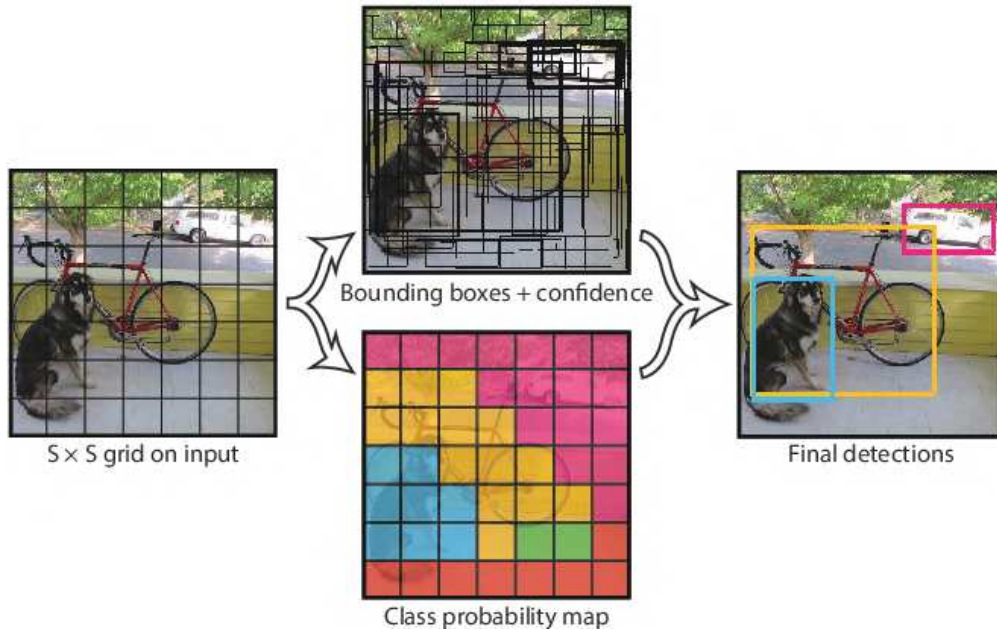 Bounding boxes + confidence
S × S grid on input
Final detections
Class probability map